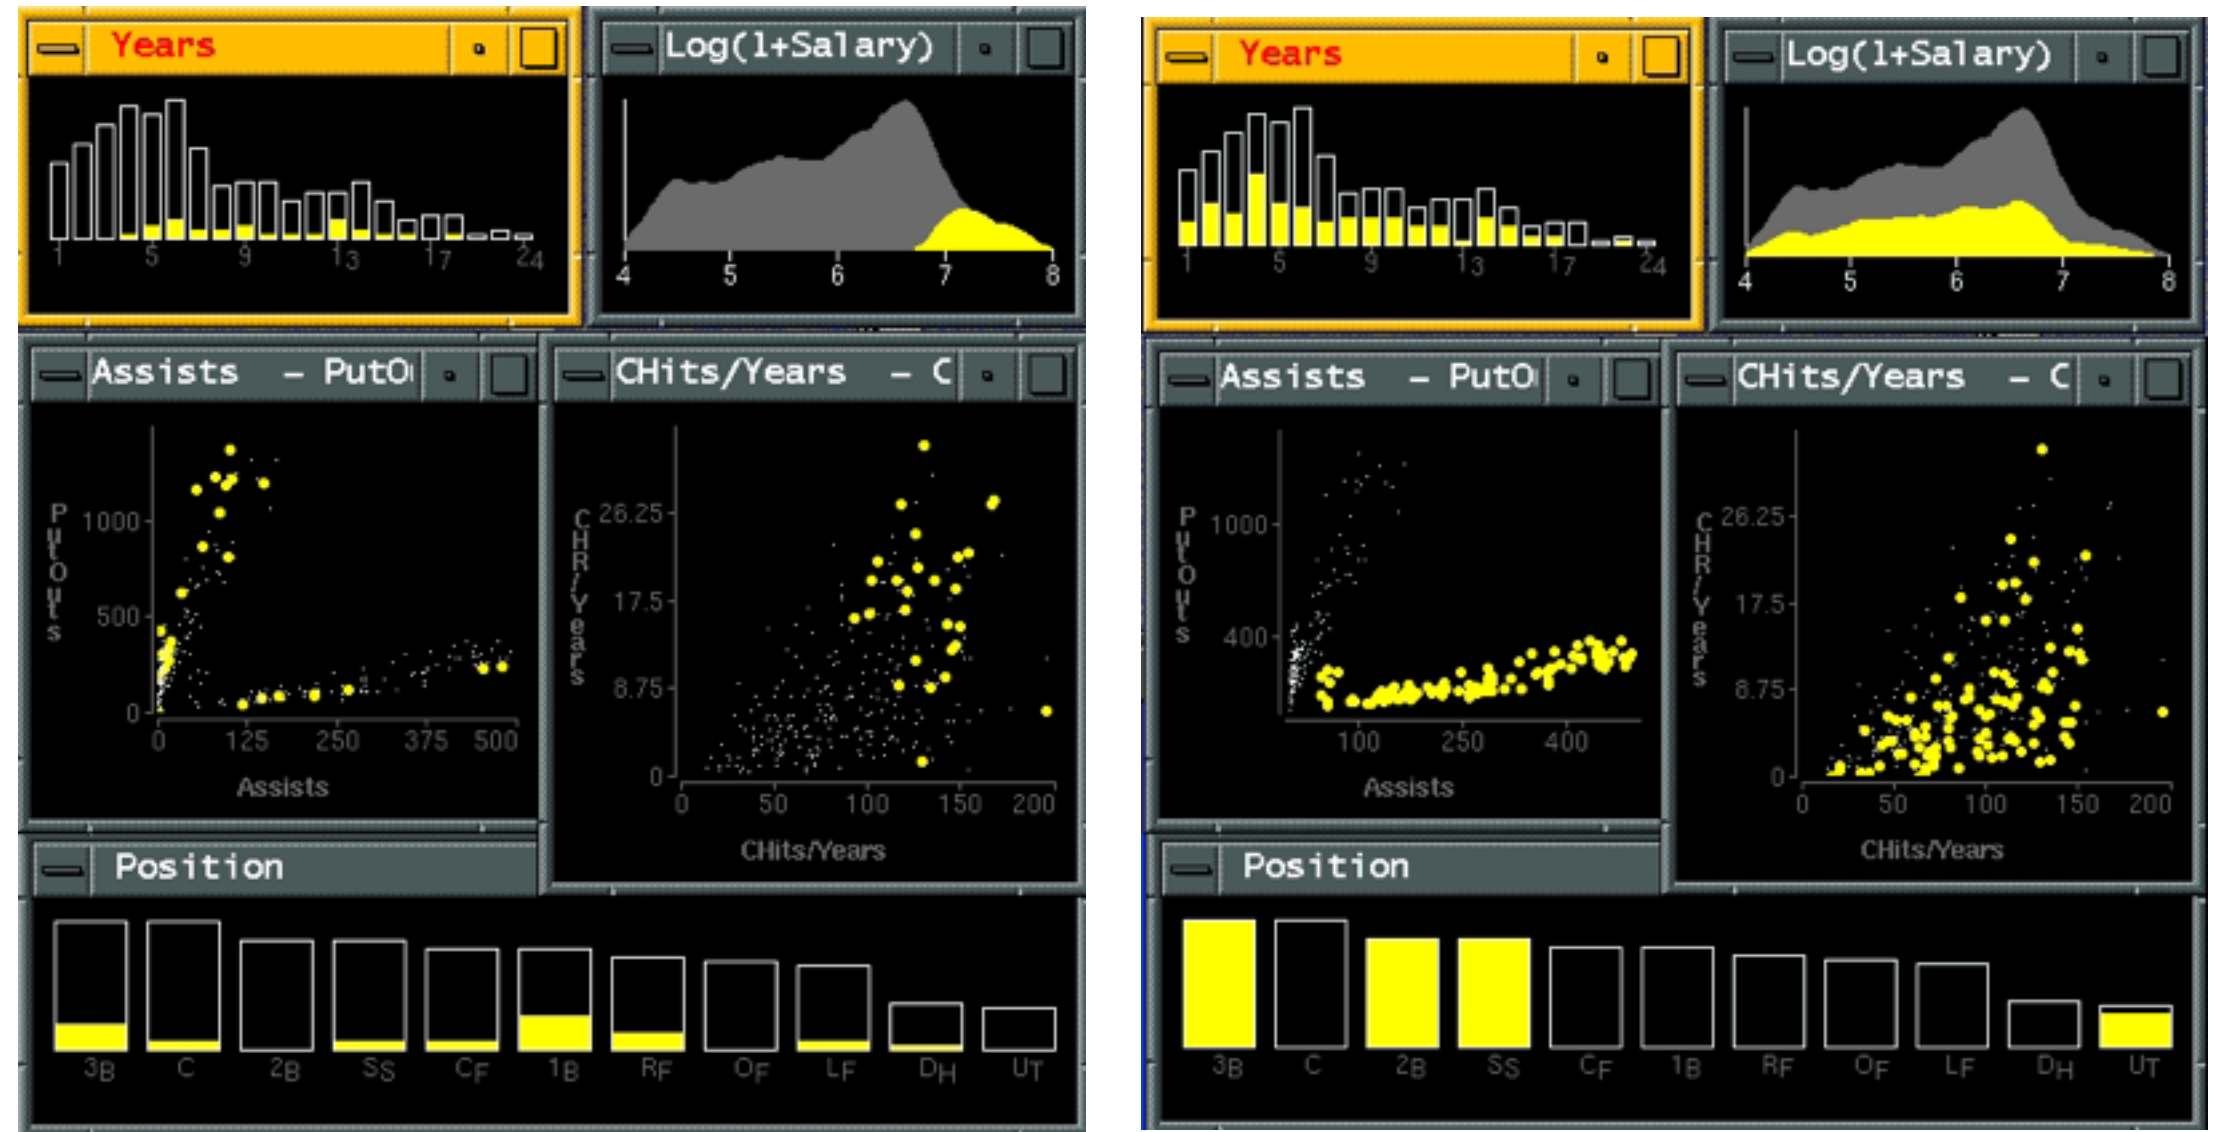 Years
Log(1+Salary)
1 5 9 13 17 24
4 5 6 7 8
Assists - PutO
CHits/Years - C
PutOuts
1000
500
0
0 125 250 375 500
Assists
CHR/Years
26.25
17.5
8.75
0
0 50 100 150 200
CHits/Years
Position
3B C 2B SS CF 1B RF OF LF DH UT
Years
Log(1+Salary)
1 5 9 13 17 24
4 5 6 7 8
Assists - PutO
CHits/Years - C
PutOuts
1000
400
100 250 400
Assists
CHR/Years
26.25
17.5
8.75
0
0 50 100 150 200
CHits/Years
Position
3B C 2B SS CF 1B RF OF LF DH UT